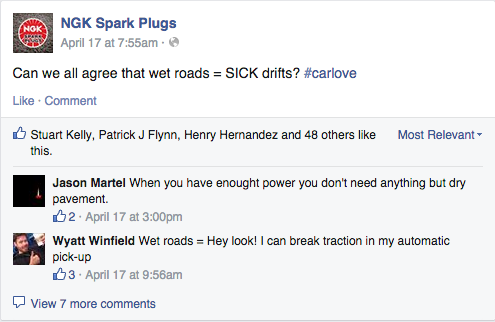 NGK
SPARK
PLUGS
NGK Spark Plugs
April 17 at 7:55am ·
Can we all agree that wet roads = SICK drifts? #carlove
Like · Comment
Stuart Kelly, Patrick J Flynn, Henry Hernandez and 48 others like
this.
Most Relevant
Jason Martel When you have enought power you don't need anything but dry
pavement.
2 · April 17 at 3:00pm
Wyatt Winfield Wet roads = Hey look! I can break traction in my automatic
pick-up
3 · April 17 at 9:56am
View 7 more comments